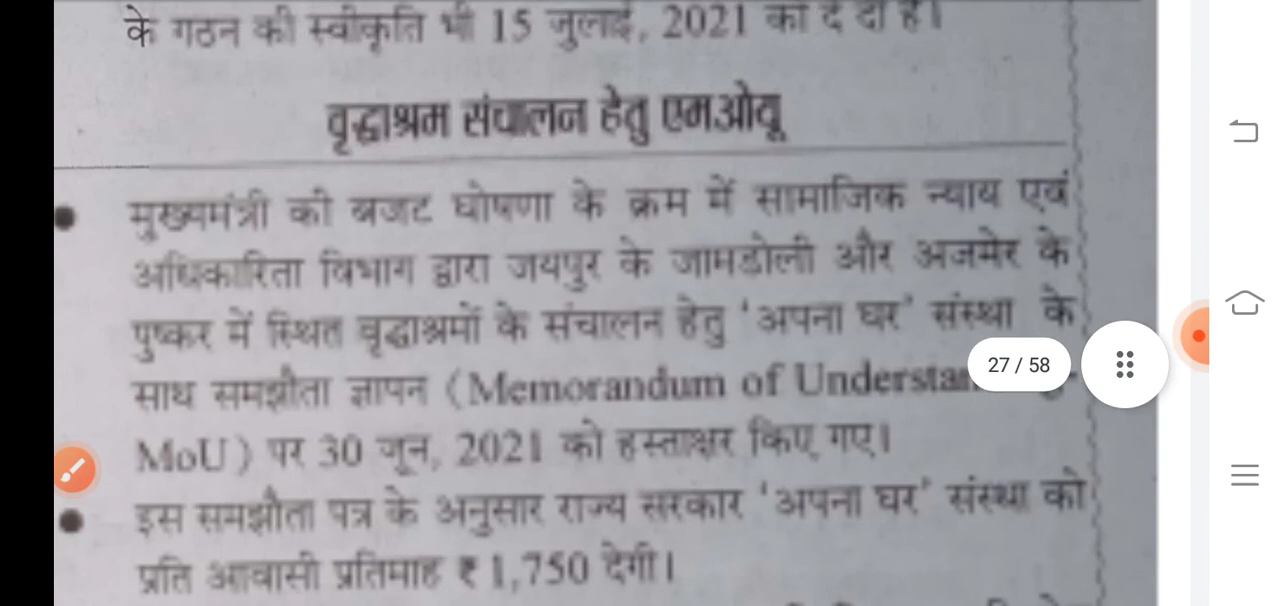 के गठन की स्वीकृति भी 15 जुलाई, 2021 को दे दी है।
वृद्धाश्रम संचालन हेतु एमओयू
मुख्यमंत्री की बजट घोषणा के क्रम में सामाजिक न्याय एवं
अधिकारिता विभाग द्वारा जयपुर के जामडोली और अजमेर के
पुष्कर में स्थित वृद्धाश्रमों के संचालन हेतु 'अपना घर' संस्था के
साथ समझौता ज्ञापन (Memorandum of
27 / 58
MoU) पर 30 जून, 2021 को हस्ताक्षर किए गए।
इस समझौता पत्र के अनुसार राज्य सरकार 'अपना घर' संस्था को
प्रति आवासी प्रतिमाह ₹ 1,750 देगी।